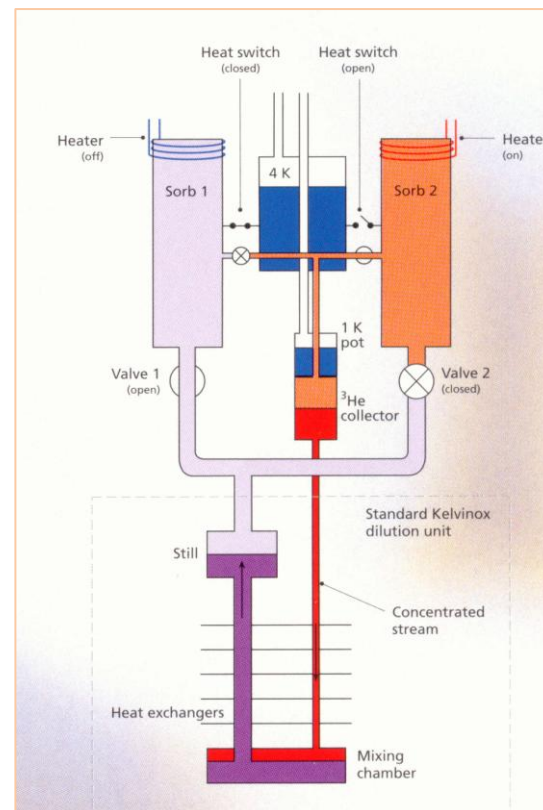 Heat switch
(closed)
Heat switch
(open)
Heater
(off)
Heater
(on)
4 K
Sorb 1
Sorb 2
1 K
pot
Valve 1
(open)
Valve 2
(closed)
³He
collector
Standard Kelvinox
dilution unit
Still
Concentrated
stream
Heat exchangers
Mixing
chamber